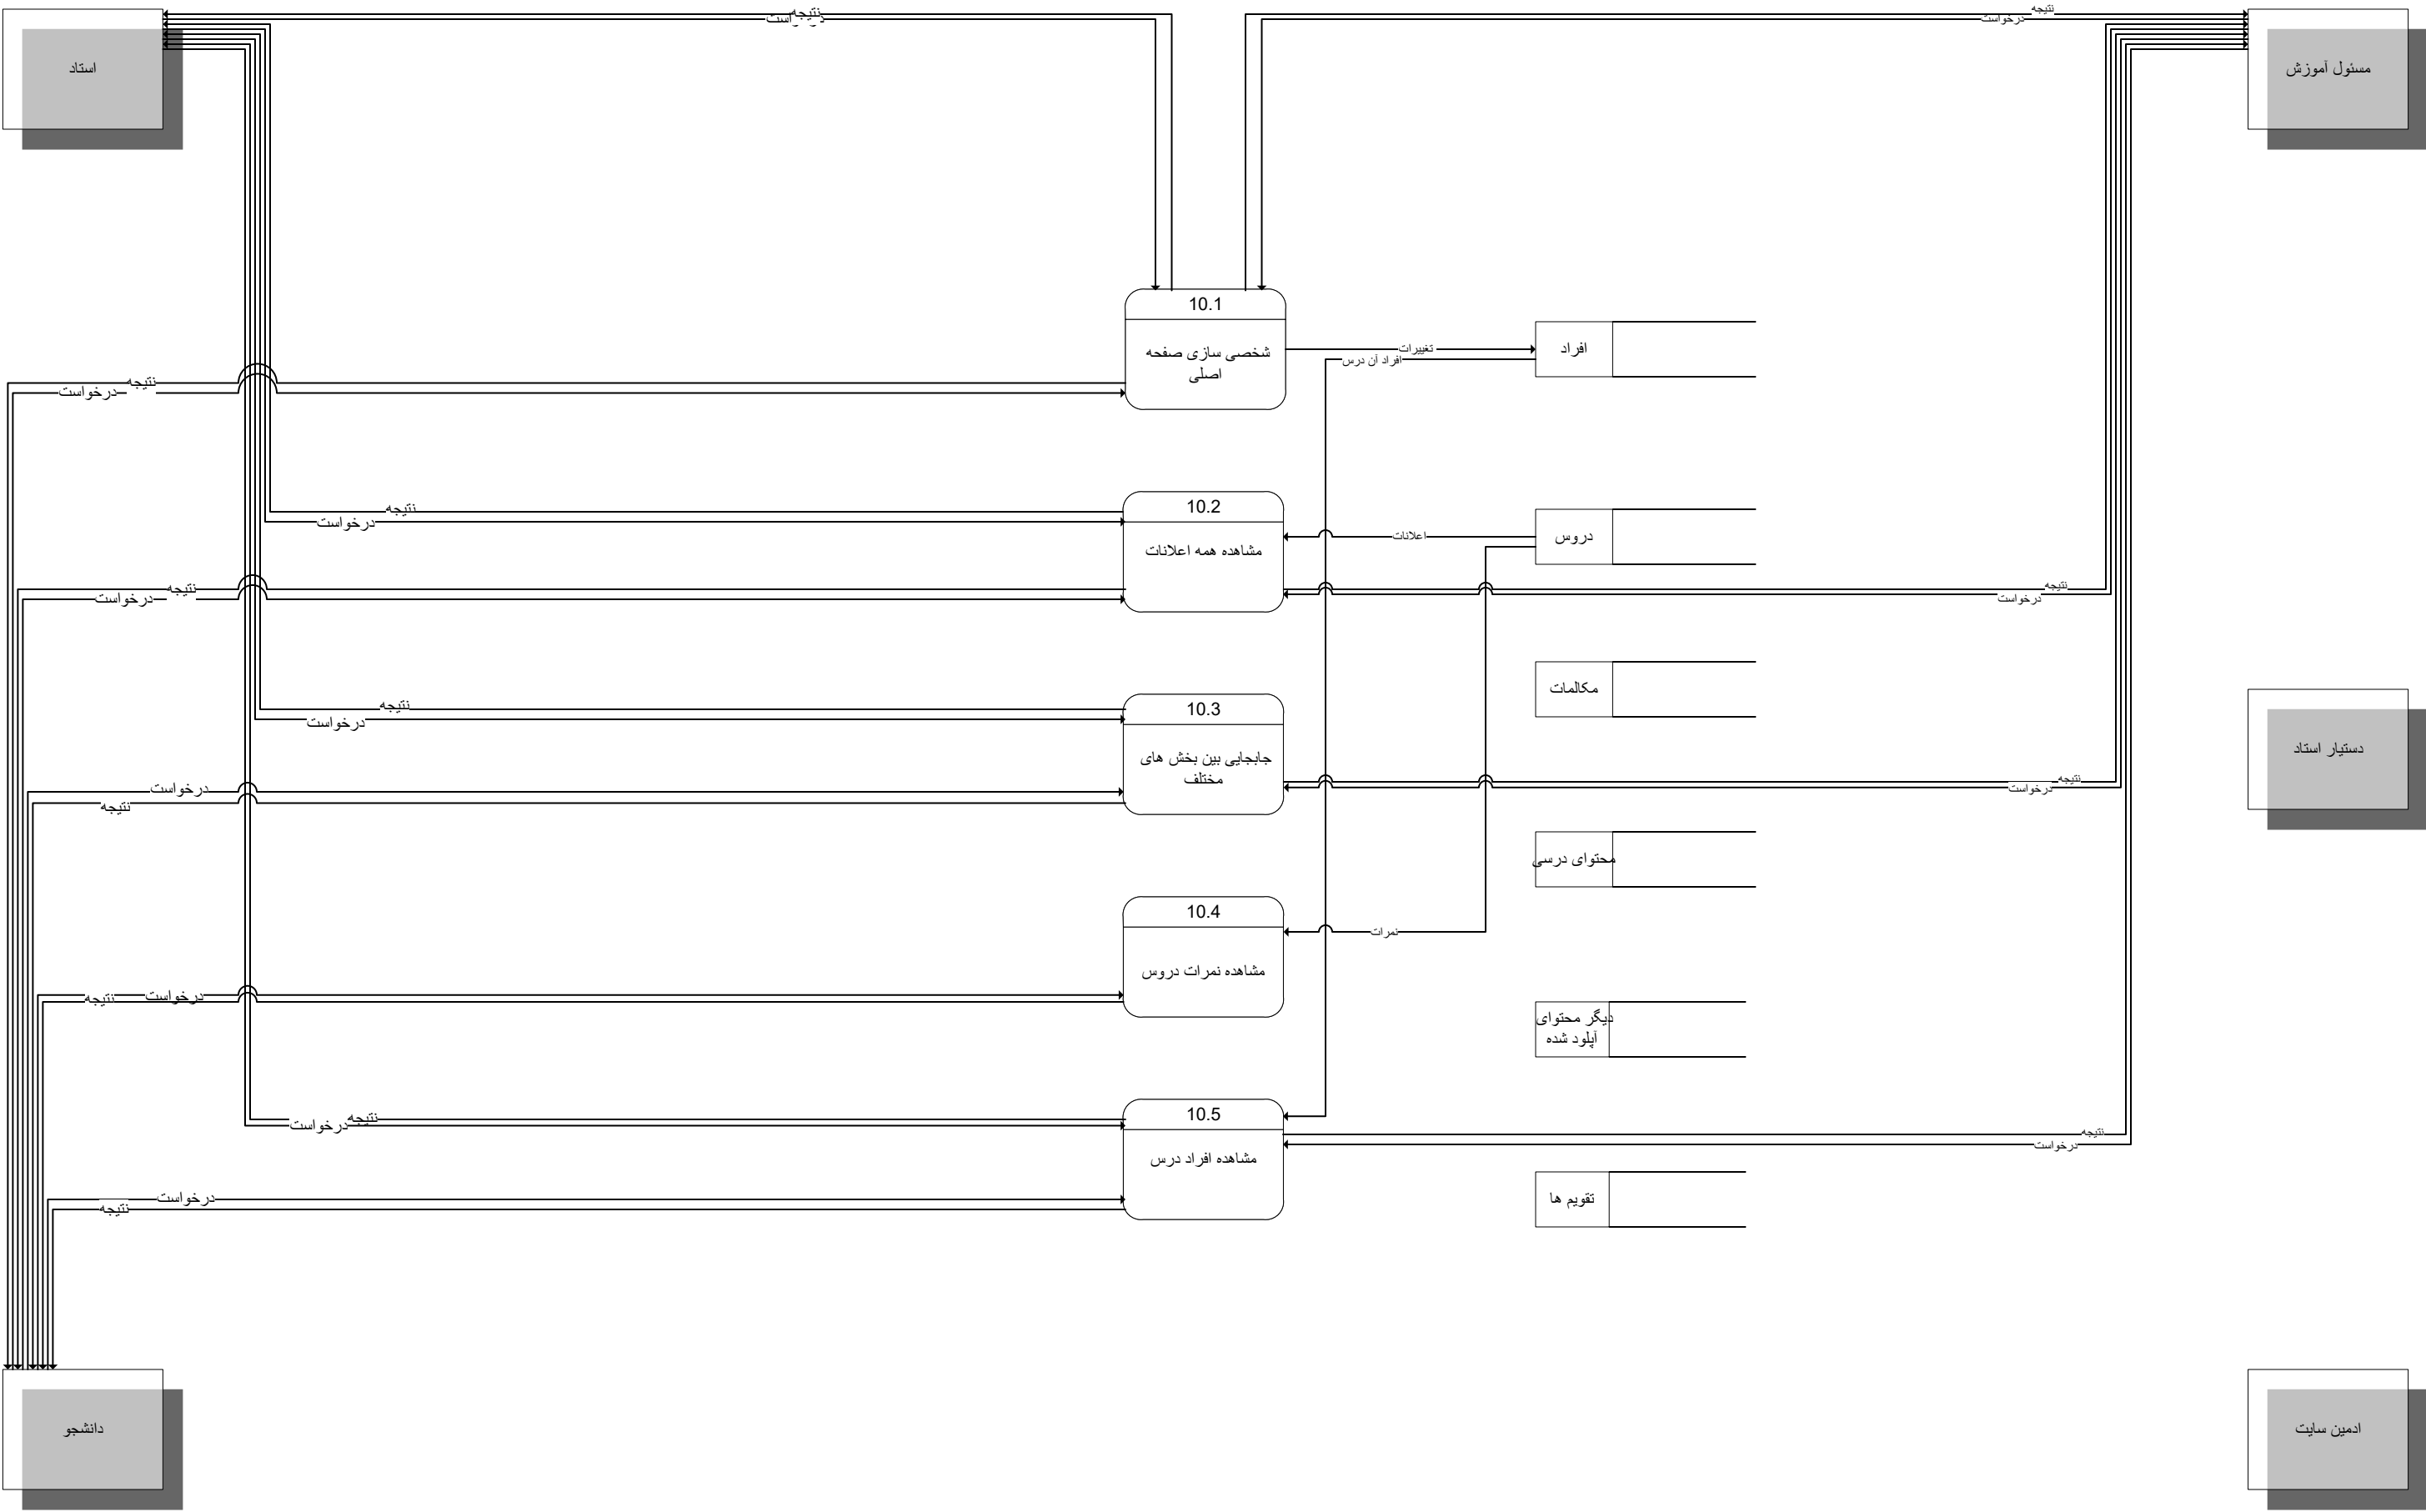 نتیجه
درخواست
نتیجه
درخواست
استاد
مسئول آموزش
10.1
شخصی سازی صفحه
اصلی
تغییرات
افراد آن درس
افراد
نتیجه
درخواست
10.2
مشاهده همه اعلانات
نتیجه
درخواست
اعلانات
دروس
نتیجه
درخواست
نتیجه
درخواست
مکالمات
10.3
جابجایی بین بخش های
مختلف
نتیجه
درخواست
دستیار استاد
درخواست
نتیجه
نتیجه
درخواست
محتوای درسی
10.4
مشاهده نمرات دروس
نمرات
درخواست
نتیجه
دیگر محتوای
آپلود شده
10.5
مشاهده افراد درس
نتیجه
درخواست
نتیجه
درخواست
درخواست
نتیجه
تقویم ها
دانشجو
ادمین سایت